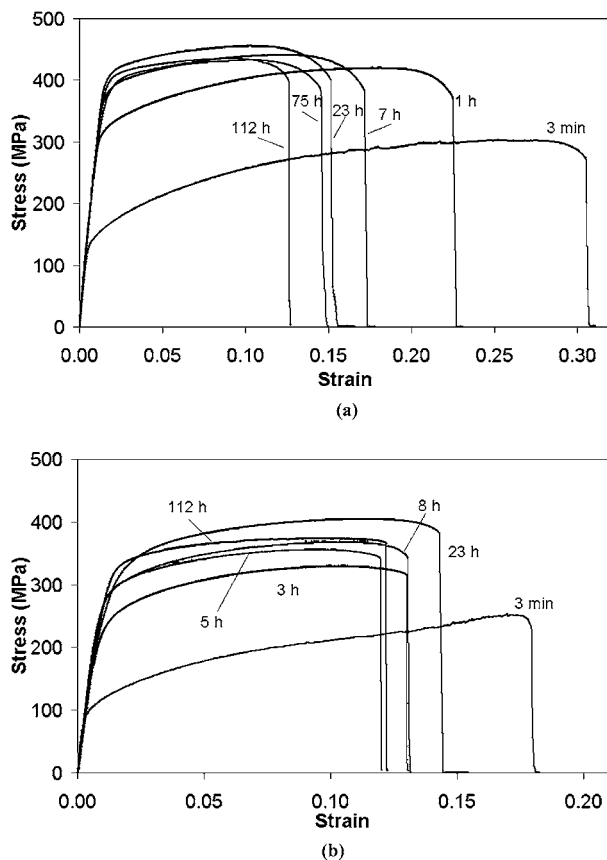 500
400
300
200
100
0
Stress (MPa)
112 h
75 h
23 h
7 h
1 h
3 min
0.00 0.05 0.10 0.15 0.20 0.25 0.30
Strain
(a)
500
400
300
200
100
0
Stress (MPa)
112 h
8 h
23 h
3 h
5 h
3 min
0.00 0.05 0.10 0.15 0.20
Strain
(b)